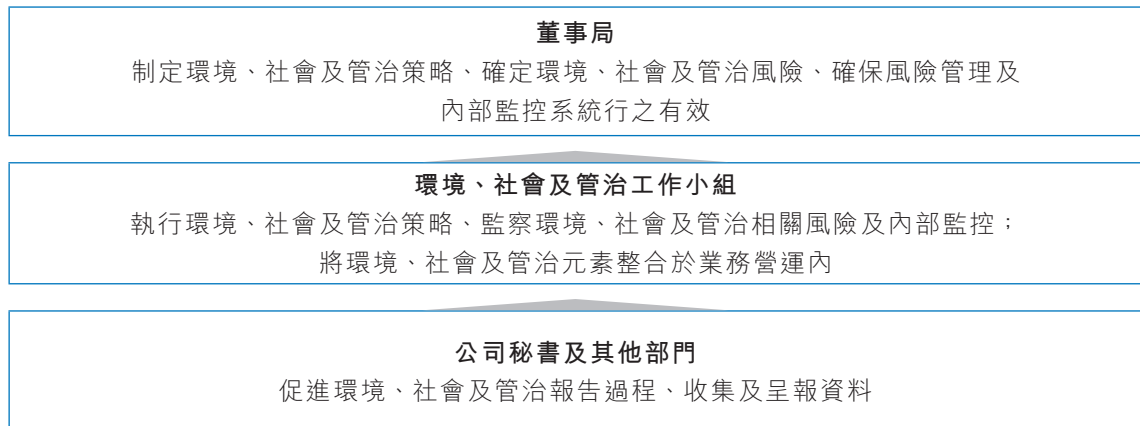 董事局
制定環境、社會及管治策略、確定環境、社會及管治風險、確保風險管理及
內部監控系統行之有效
環境、社會及管治工作小組
執行環境、社會及管治策略、監察環境、社會及管治相關風險及內部監控；
將環境、社會及管治元素整合於業務營運內
公司秘書及其他部門
促進環境、社會及管治報告過程、收集及呈報資料